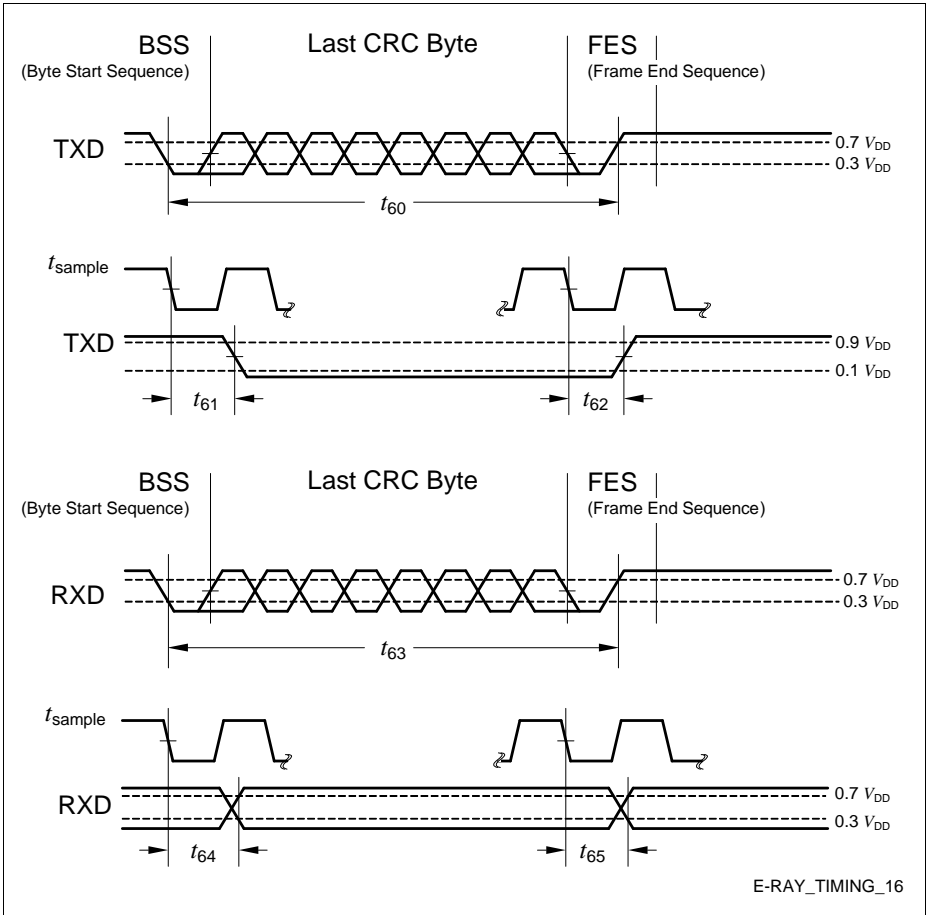 BSS Last CRC Byte FES
(Byte Start Sequence) (Frame End Sequence)
TXD 0.7 VDD
0.3 VDD
t60
tsample
TXD 0.9 VDD
0.1 VDD
t61 t62
BSS Last CRC Byte FES
(Byte Start Sequence) (Frame End Sequence)
RXD 0.7 VDD
0.3 VDD
t63
tsample
RXD 0.7 VDD
0.3 VDD
t64 t65
E-RAY_TIMING_16